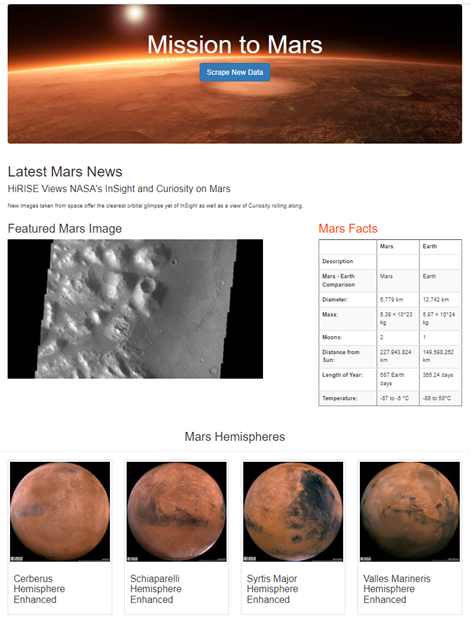 Mission to Mars
Scrape New Data
Latest Mars News
HiRISE Views NASA's InSight and Curiosity on Mars
New images taken from space offer the clearest orbital glimpse yet of InSight as well as a view of Curiosity rolling along.
Featured Mars Image
Mars Facts
Mars Earth
Description
Mars - Earth Comparison Mars Earth
Diameter: 6,779 km 12,742 km
Mass: 6.39 × 10^23 kg 5.97 × 10^24 kg
Moons: 2 1
Distance from Sun: 227,943,824 km 149,598,262 km
Length of Year: 687 Earth days 365.24 days
Temperature: -87 to -5 °C -88 to 58°C
Mars Hemispheres
USGS USGS USGS USGS
Cerberus Hemisphere Enhanced
Schiaparelli Hemisphere Enhanced
Syrtis Major Hemisphere Enhanced
Valles Marineris Hemisphere Enhanced